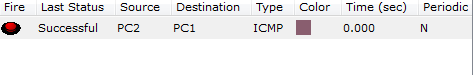 Fire Last Status Source Destination Type Color Time (sec) Periodic
Successful PC2 PC1 ICMP 0.000 N